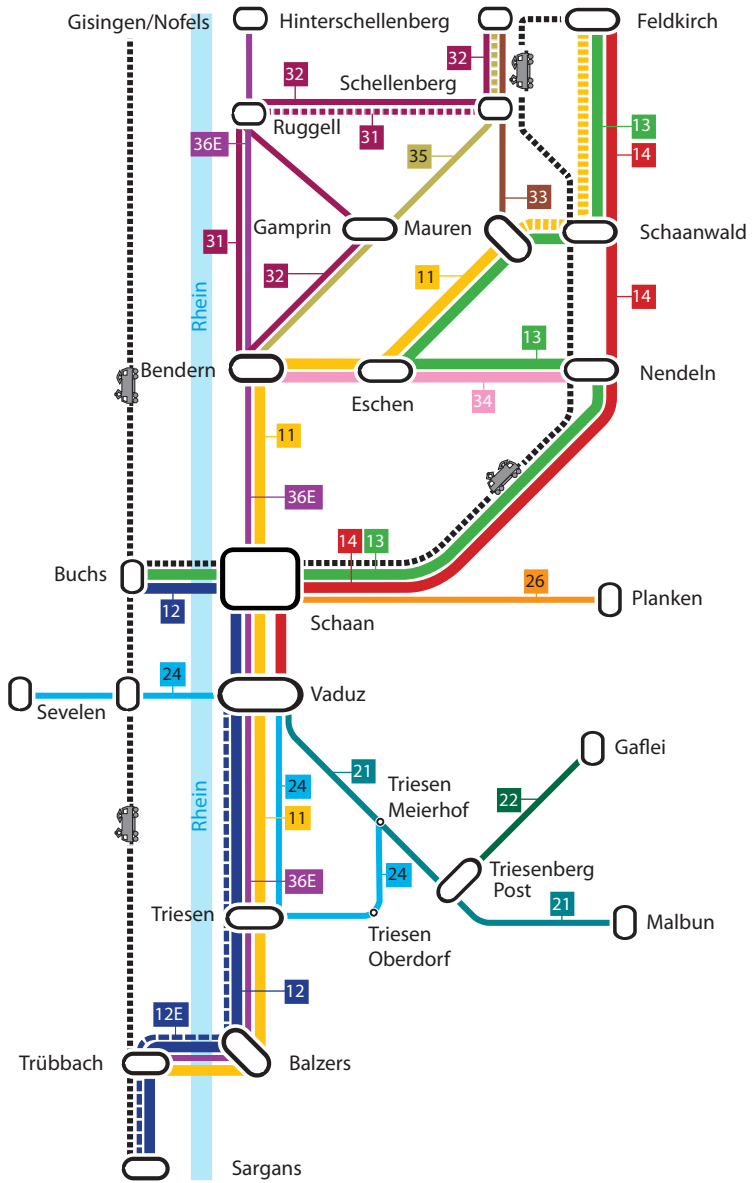 Gisingen/Nofels
Hinterschellenberg
Feldkirch
32
32
Schellenberg
31
Ruggell
36E
35
13
14
33
Gamprin
Mauren
Schaanwald
31
32
11
14
Rhein
Bendern
13
Nendeln
Eschen
34
11
36E
14
13
Buchs
12
26
Planken
Schaan
24
Sevelen
Vaduz
Gaflei
21
Triesen
Meierhof
24
22
Rhein
11
24
Triesenberg
Post
36E
Triesen
21
Malbun
Triesen
Oberdorf
12
12E
Trübbach
Balzers
Sargans